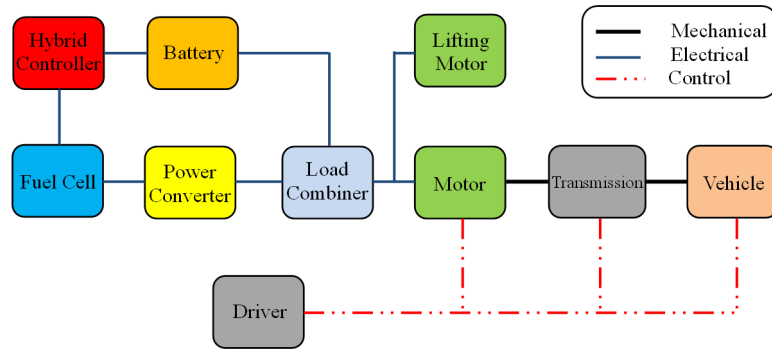 Hybrid
Controller
Battery
Lifting
Motor
Mechanical
Electrical
Control
Fuel Cell
Power
Converter
Load
Combiner
Motor
Transmission
Vehicle
Driver